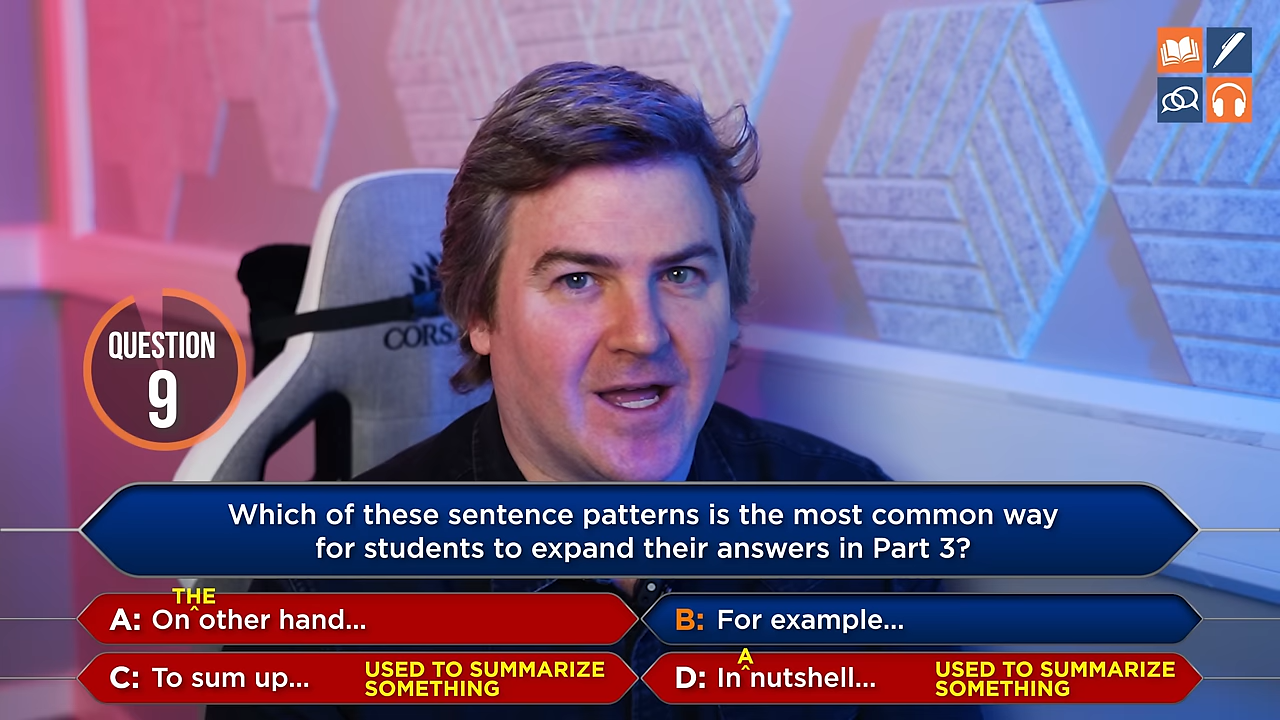 CORS
QUESTION
9
Which of these sentence patterns is the most common way
for students to expand their answers in Part 3?
THE
A: On ^ other hand...
B: For example...
C: To sum up...
USED TO SUMMARIZE
SOMETHING
A
D: In ^ nutshell...
USED TO SUMMARIZE
SOMETHING